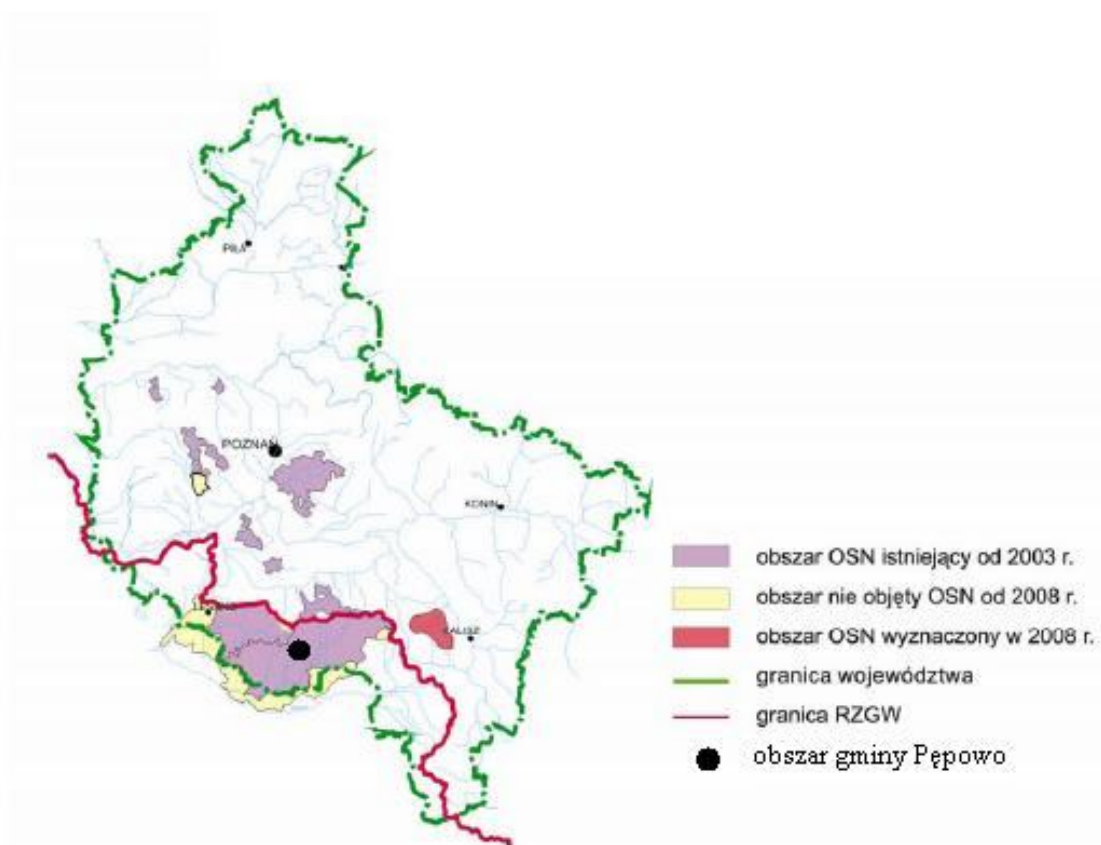 PIŁA
POZNAŃ
KONIN
KALISZ
obszar OSN istniejący od 2003 r.
obszar nie objęty OSN od 2008 r.
obszar OSN wyznaczony w 2008 r.
granica województwa
granica RZGW
obszar gminy Pępowo